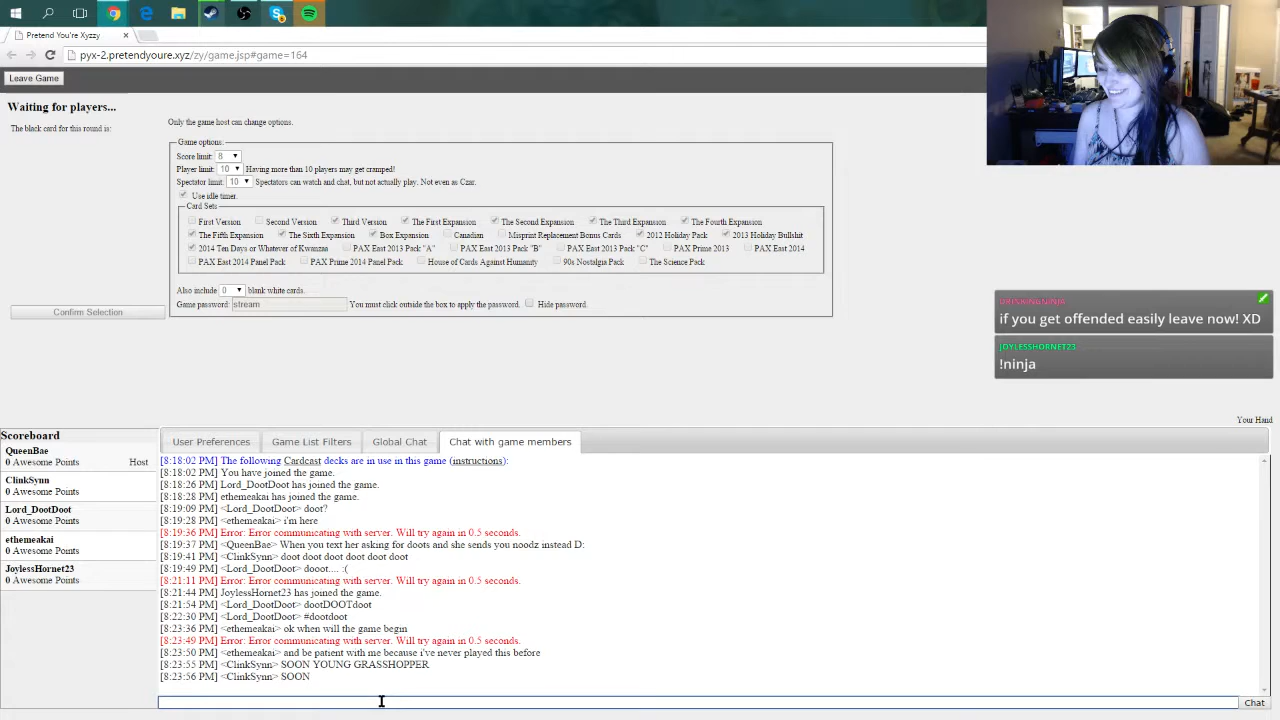 Pretend You're Xyzzy
pyx-2.pretendyoure.xyz/zy/game.jsp#game=164
Leave Game
Waiting for players...
The black card for this round is:
Only the game host can change options.
Game options:
Score limit: 8
Player limit: 10 Having more than 10 players may get cramped!
Spectator limit: 10 Spectators can watch and chat, but not actually play. Not even as Czar.
Use idle timer.
Card Sets
First Version Second Version Third Version The First Expansion The Second Expansion The Third Expansion The Fourth Expansion
The Fifth Expansion The Sixth Expansion Box Expansion Canadian Misprint Replacement Bonus Cards 2012 Holiday Pack 2013 Holiday Bullshit
2014 Ten Days or Whatever of Kwanzaa PAX East 2013 Pack "A" PAX East 2013 Pack "B" PAX East 2013 Pack "C" PAX Prime 2013 PAX East 2014
PAX East 2014 Panel Pack PAX Prime 2014 Panel Pack House of Cards Against Humanity 90s Nostalgia Pack The Science Pack
Also include 0 blank white cards.
Game password: stream You must click outside the box to apply the password. Hide password.
Confirm Selection
if you get offended easily leave now! XD
JOYLESSHORNET23
!ninja
Your Hand
Scoreboard
QueenBae
0 Awesome Points Host
ClinkSynn
0 Awesome Points
Lord_DootDoot
0 Awesome Points
ethemeakai
0 Awesome Points
JoylessHornet23
0 Awesome Points
User Preferences Game List Filters Global Chat Chat with game members
[8:18:02 PM] The following Cardcast decks are in use in this game (instructions):
[8:18:02 PM] You have joined the game.
[8:18:26 PM] Lord_DootDoot has joined the game.
[8:18:28 PM] ethemeakai has joined the game.
[8:19:09 PM] <Lord_DootDoot> doot?
[8:19:28 PM] <ethemeakai> i'm here
[8:19:36 PM] Error: Error communicating with server. Will try again in 0.5 seconds.
[8:19:37 PM] <QueenBae> When you text her asking for doots and she sends you noodz instead D:
[8:19:41 PM] <ClinkSynn> doot doot doot doot doot doot
[8:19:49 PM] <Lord_DootDoot> dooot.... :(
[8:21:11 PM] Error: Error communicating with server. Will try again in 0.5 seconds.
[8:21:44 PM] JoylessHornet23 has joined the game.
[8:21:54 PM] <Lord_DootDoot> dootDOOTdoot
[8:22:30 PM] <Lord_DootDoot> #dootdoot
[8:23:36 PM] <ethemeakai> ok when will the game begin
[8:23:49 PM] Error: Error communicating with server. Will try again in 0.5 seconds.
[8:23:50 PM] <ethemeakai> and be patient with me because i've never played this before
[8:23:55 PM] <ClinkSynn> SOON YOUNG GRASSHOPPER
[8:23:56 PM] <ClinkSynn> SOON
Chat